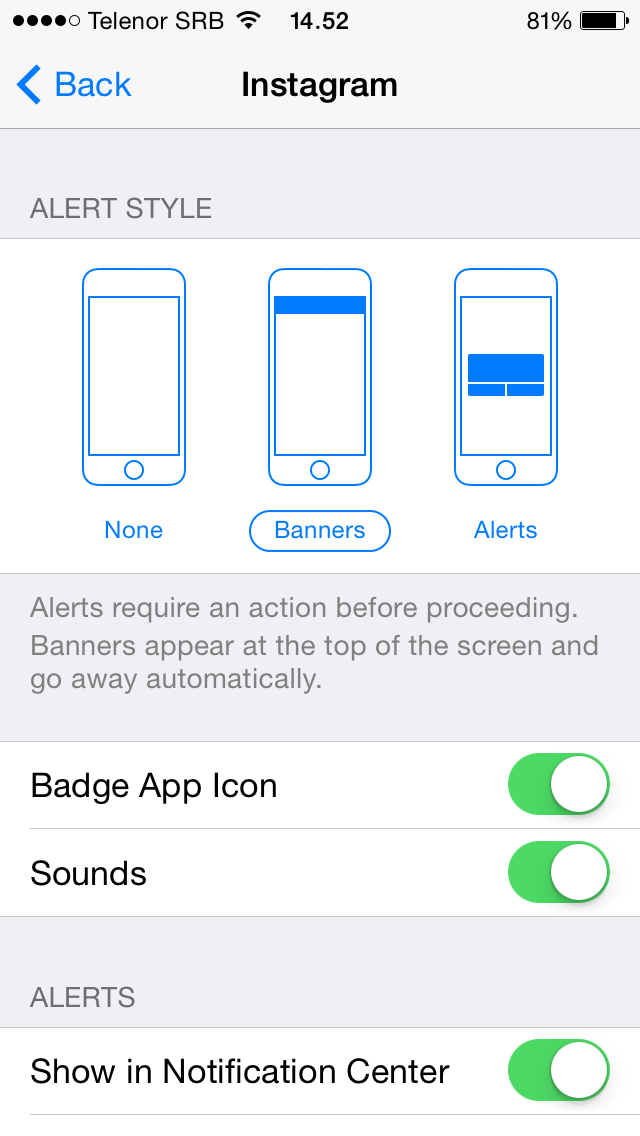 Telenor SRB 14.52 81%
Back Instagram
ALERT STYLE
None Banners Alerts
Alerts require an action before proceeding.
Banners appear at the top of the screen and
go away automatically.
Badge App Icon
Sounds
ALERTS
Show in Notification Center